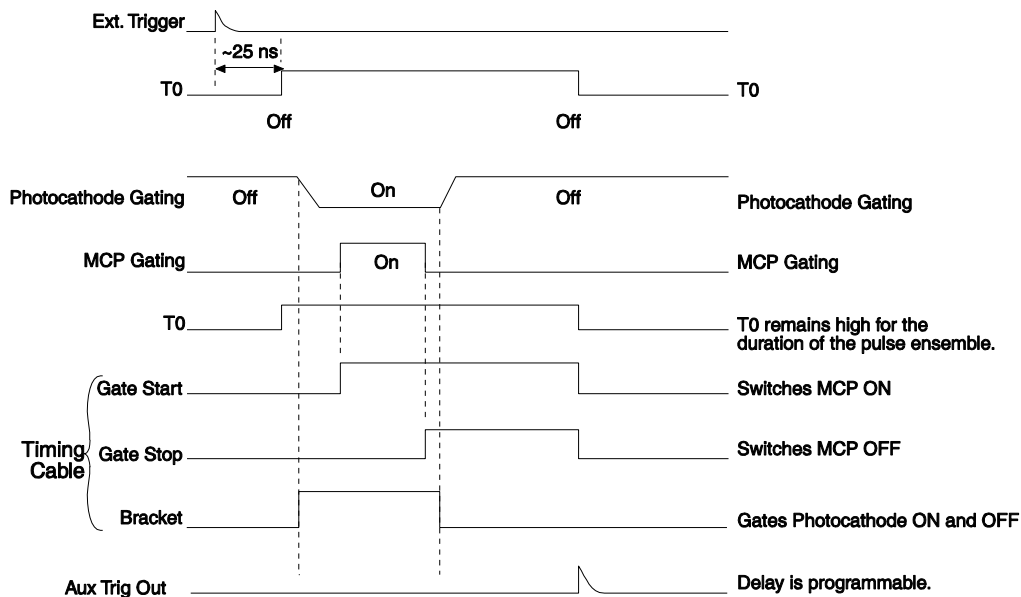 Ext. Trigger
~25 ns
T0
T0
Off
Off
Photocathode Gating
Off
On
Off
Photocathode Gating
MCP Gating
On
MCP Gating
T0
T0 remains high for the
duration of the pulse ensemble.
Gate Start
Switches MCP ON
Timing
Cable
Gate Stop
Switches MCP OFF
Bracket
Gates Photocathode ON and OFF
Aux Trig Out
Delay is programmable.